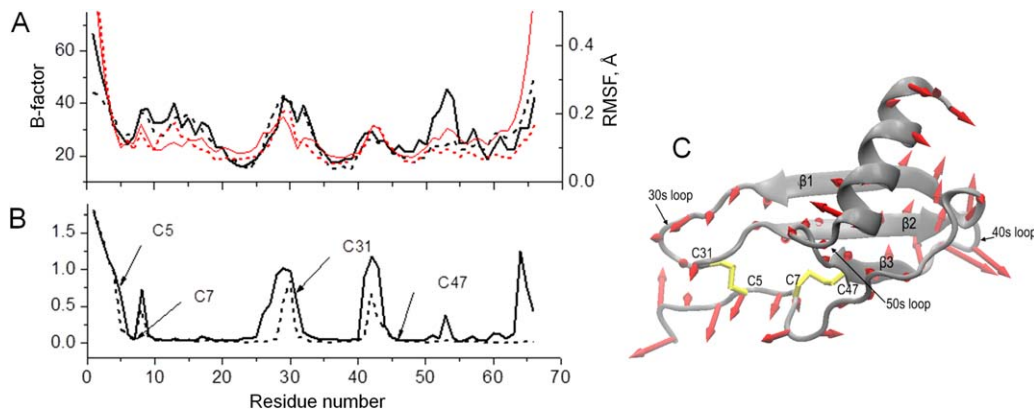 A
B-factor
60
40
20
0.4
0.2
0.0
RMSF, Å
B
1.5
1.0
0.5
0.0
C5
C7
C31
C47
0 10 20 30 40 50 60 70
Residue number
C
β1
30s loop
β2
40s loop
C31
β3
C5
C7
C47
50s loop